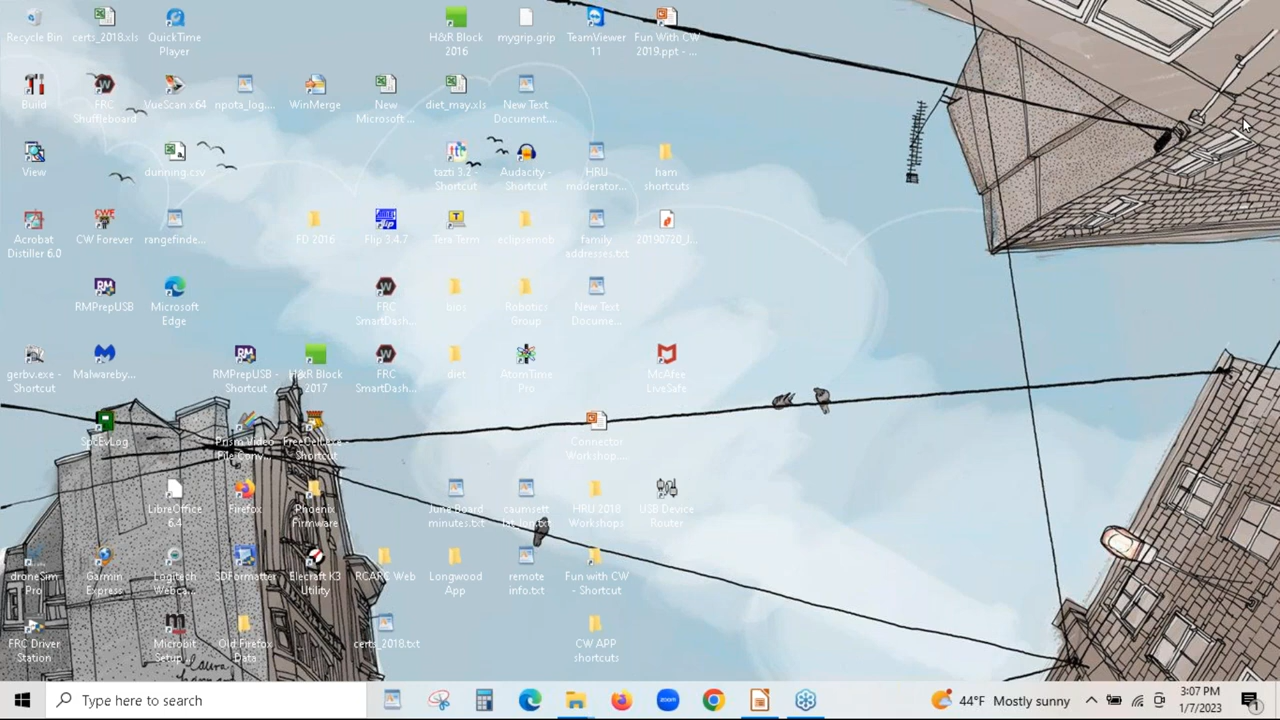 Recycle Bin
certs_2018.xls
QuickTime
Player
H&R Block
2016
mygrip.grip
TeamViewer
11
Fun With CW
2019.ppt - ...
Build
FRC
Shuffleboard
VueScan x64
npota_log....
WinMerge
New
Microsoft ...
diet_may.xls
New Text
Document...
View
dunning.csv
tazti 3.2 -
Shortcut
Audacity -
Shortcut
HRU
mdderator...
ham
shortcuts
Acrobat
Distiller 6.0
CW Forever
rangefinde...
FD 2016
Flip 3.4.7
Tera Term
family
addresses.txt
20190720_I...
RMPrepUSB
Microsoft
Edge
FRC
SmartDash...
bios
Robotics
Group
New Text
Docume...
gerbv.exe -
Shortcut
Malwareby...
RMPrepUSB -
Shortcut
H&R Block
2017
FRC
SmartDash...
diet
AtomTime
Pro
McAfee
LiveSafe
SpcEvLog
Prism Video
File Conv...
FreeCell.exe -
Shortcut
Connector
Workshop...
LibreOffice
6.4
Firefox
Phoenix
Firmware
June Board
minutes.txt
caumsett
HRU 2018
Workshops
USB Device
Router
droneSim
Pro
Garmin
Express
Logitech
Webca...
SDFormatter
Elecraft K3
Utility
RCARC Web
Longwood
App
remote
info.txt
Fun with CW
- Shortcut
FRC Driver
Station
Microbit
Setup
Old Firefox
Data
certs_2018.txt
CW APP
shortcuts
Laura
Type here to search
zoom
44°F Mostly sunny
3:07 PM
1/7/2023
1